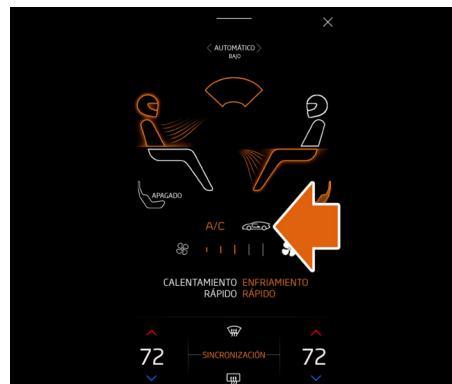 AUTOMÁTICO
BAJO
APAGADO
A/C
CALENTAMIENTO ENFRIAMIENTO
RÁPIDO RÁPIDO
72 SINCRONIZACIÓN 72